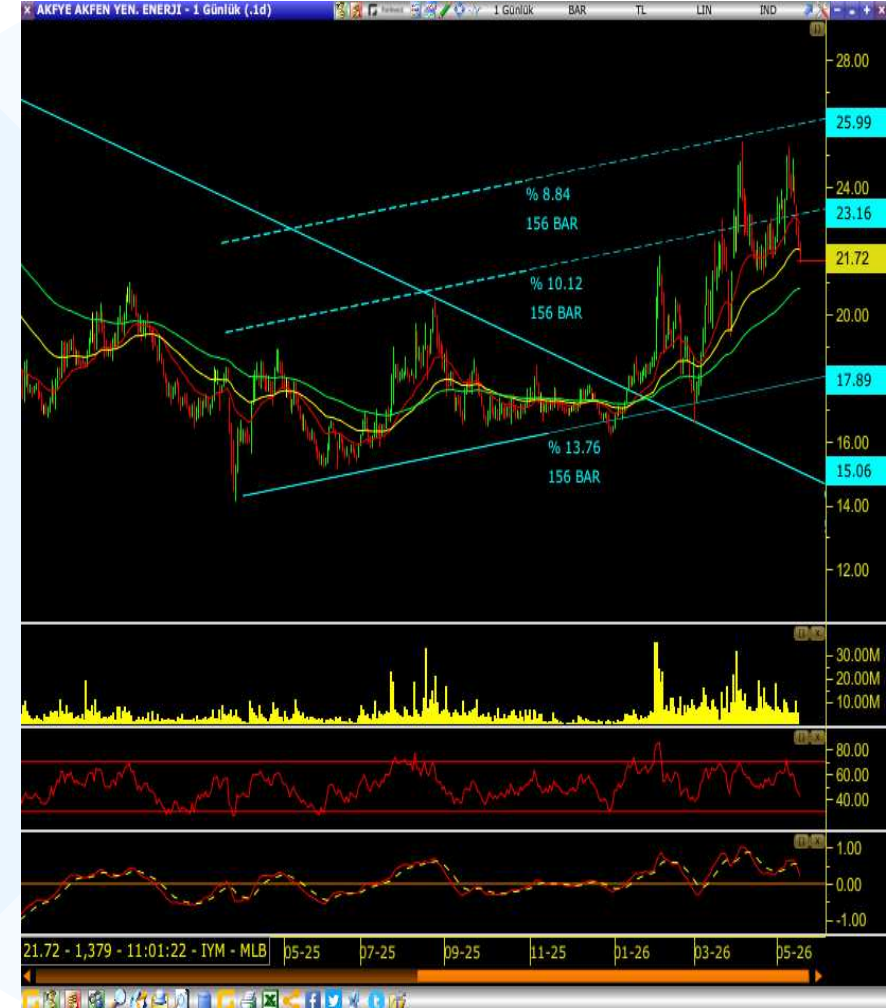 AKFYE AKFEN YEN. ENERJI - 1 Günlük (.1d)
1 Günlük BAR TL LIN IND
28.00
25.99
24.00
23.16
21.72
20.00
17.89
16.00
15.06
14.00
12.00
% 8.84
156 BAR
% 10.12
156 BAR
% 13.76
156 BAR
30.00M
20.00M
10.00M
80.00
60.00
40.00
1.00
0.00
-1.00
21.72 - 1,379 - 11:01:22 - IYM - MLB
05-25 07-25 09-25 11-25 01-26 03-26 05-26